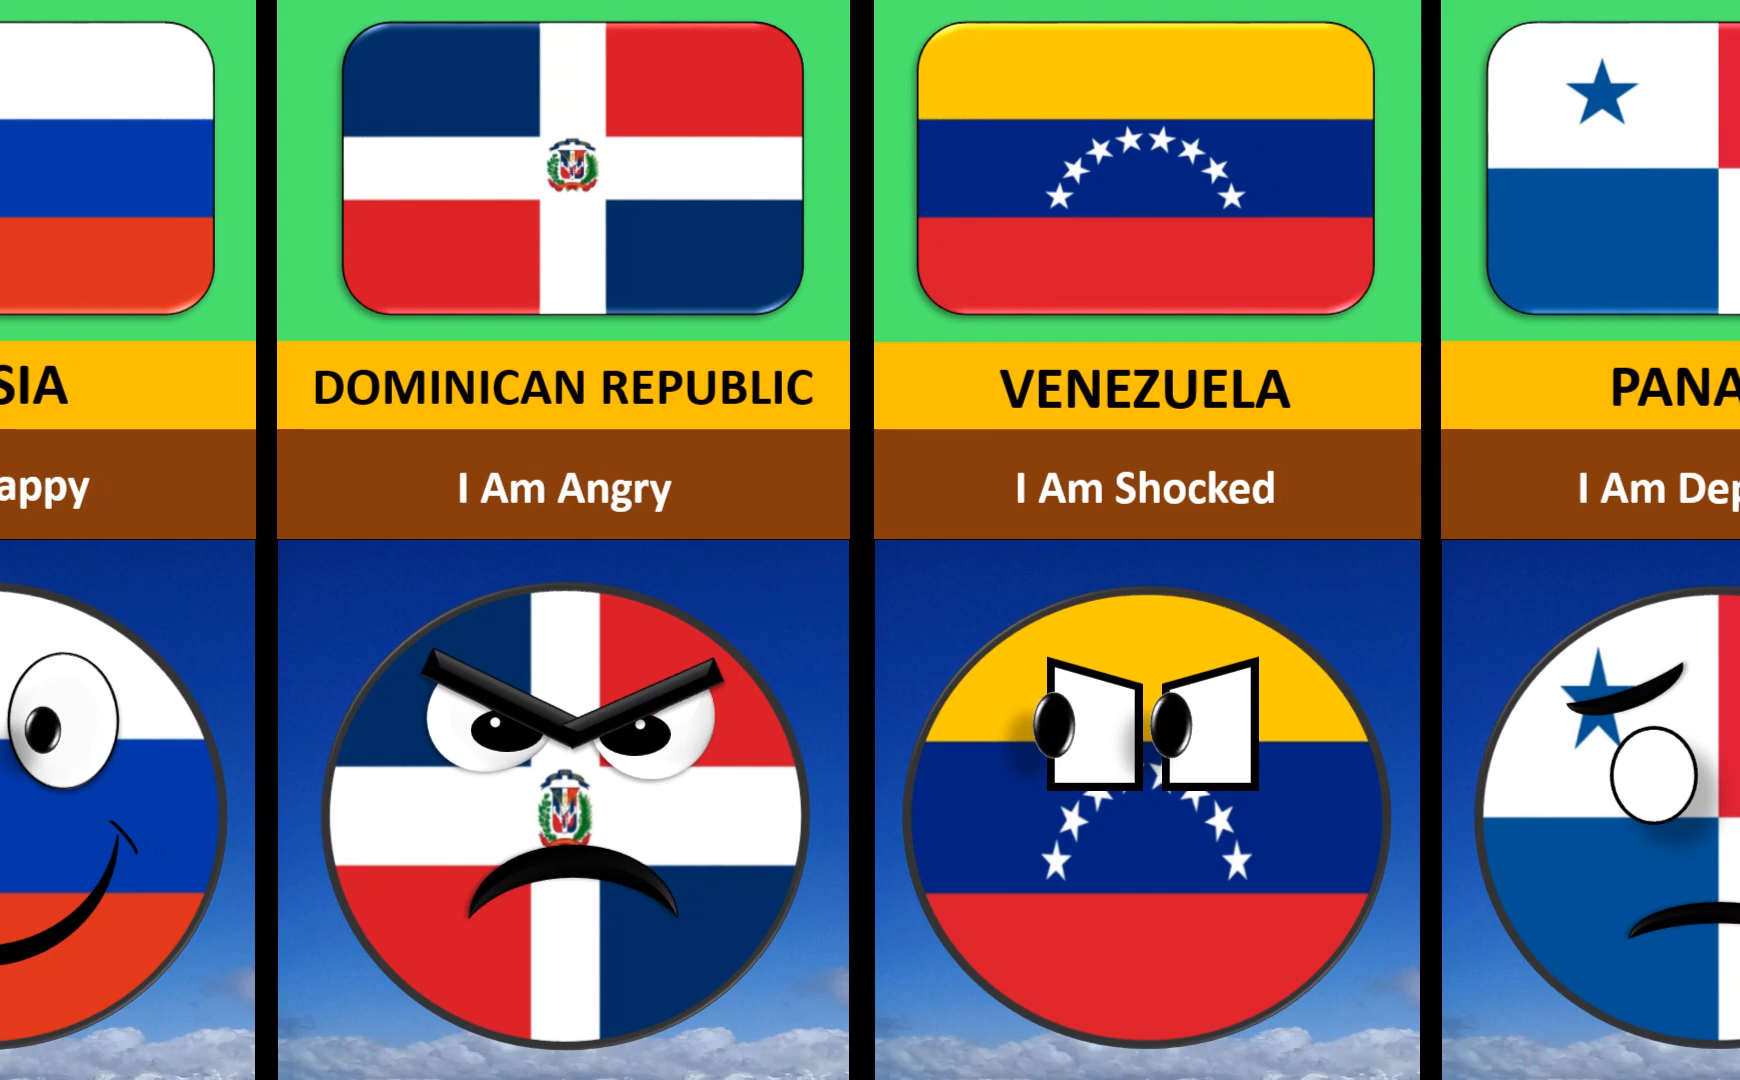 SIA
appy
DOMINICAN REPUBLIC
I Am Angry
VENEZUELA
I Am Shocked
PANA
I Am Dep